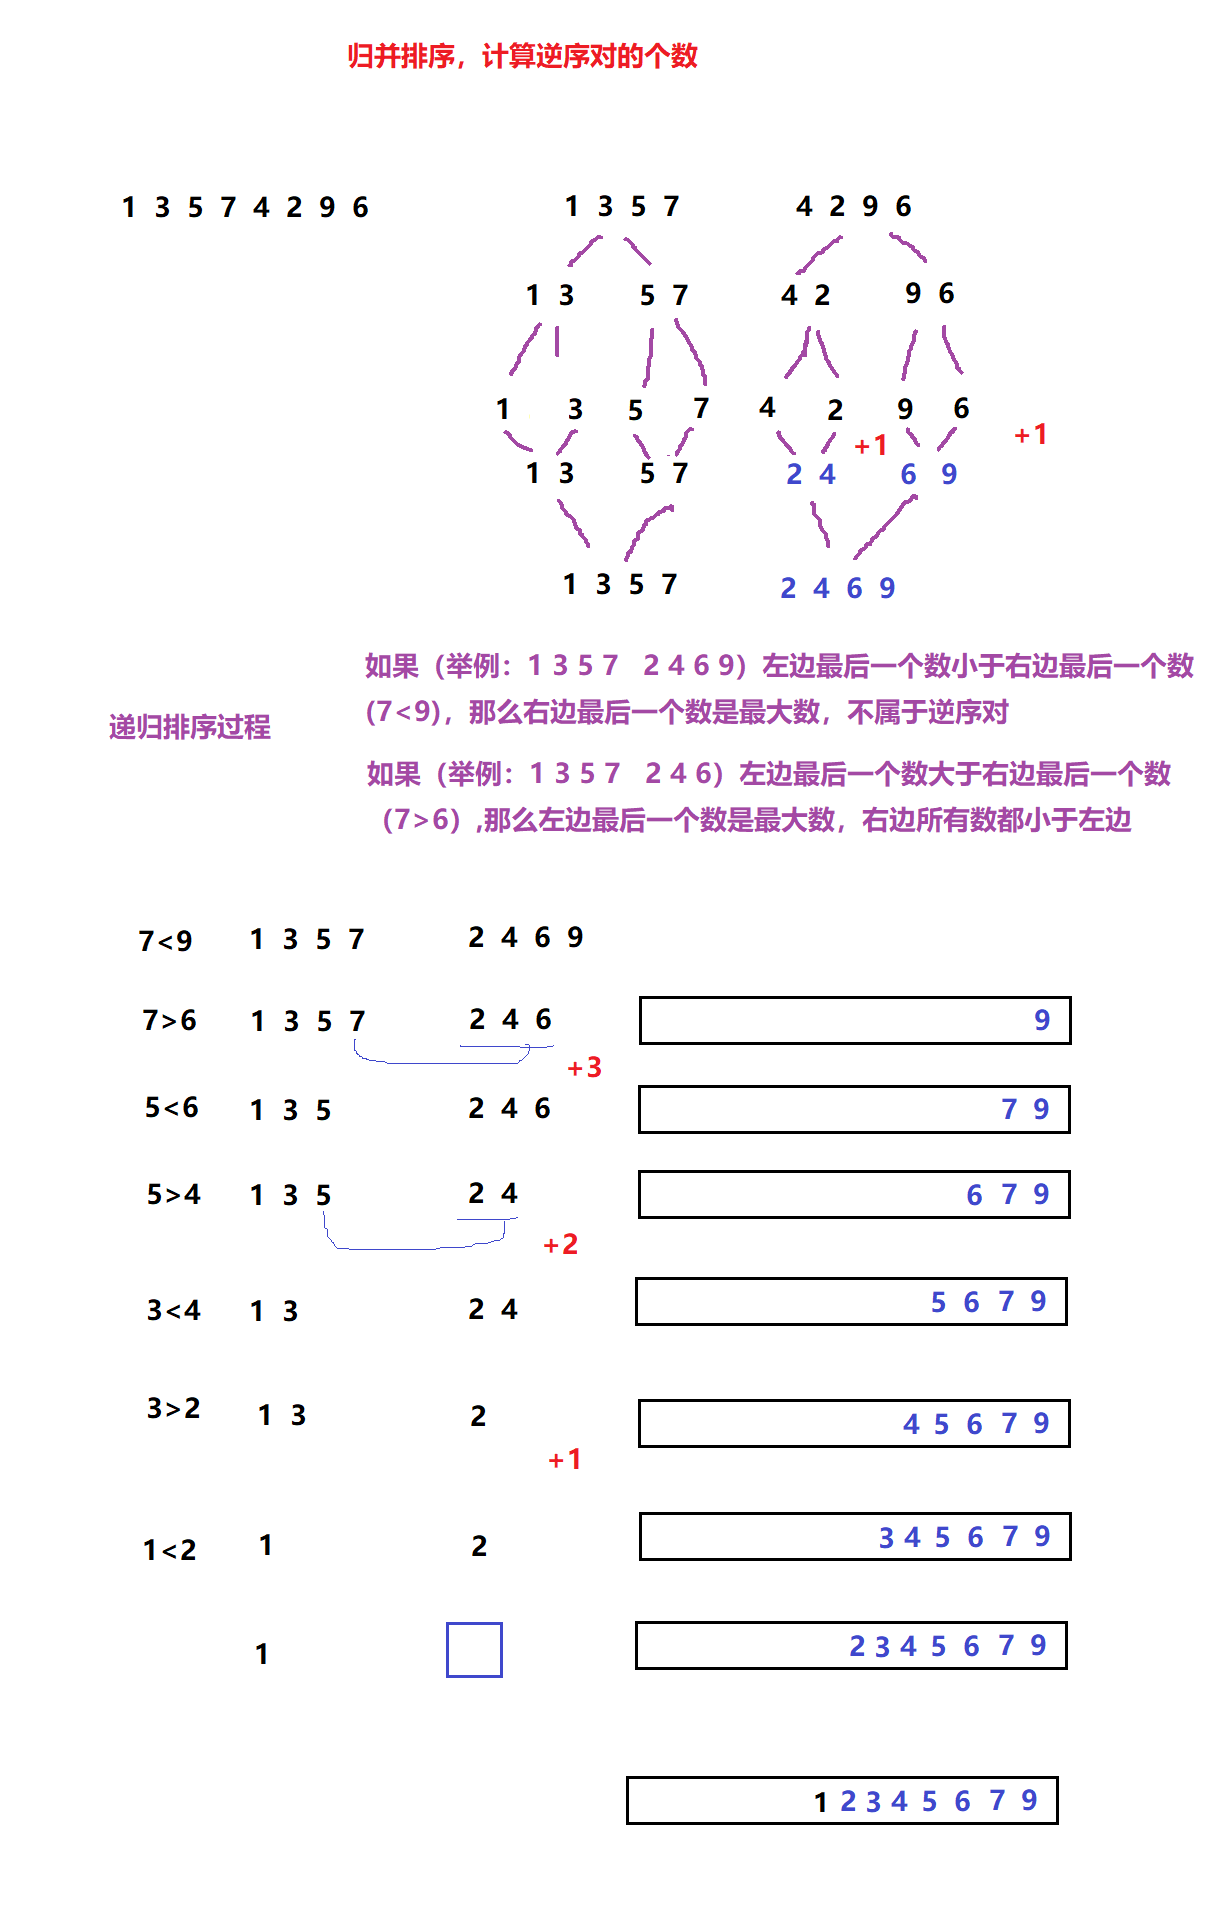 归并排序，计算逆序对的个数
1 3 5 7 4 2 9 6
1 3 5 7 4 2 9 6
1 3 5 7 4 2 9 6
1 3 5 7 4 2 9 6
+1 +1
1 3 5 7 2 4 6 9
1 3 5 7 2 4 6 9
如果（举例：1 3 5 7 2 4 6 9）左边最后一个数小于右边最后一个数
(7<9)，那么右边最后一个数是最大数，不属于逆序对
递归排序过程
如果（举例：1 3 5 7 2 4 6）左边最后一个数大于右边最后一个数
（7>6）,那么左边最后一个数是最大数，右边所有数都小于左边
7<9 1 3 5 7 2 4 6 9
7>6 1 3 5 7 2 4 6 9
+3
5<6 1 3 5 2 4 6 7 9
5>4 1 3 5 2 4 6 7 9
+2
3<4 1 3 2 4 5 6 7 9
3>2 1 3 2 4 5 6 7 9
+1
1<2 1 2 3 4 5 6 7 9
1 2 3 4 5 6 7 9
1 2 3 4 5 6 7 9